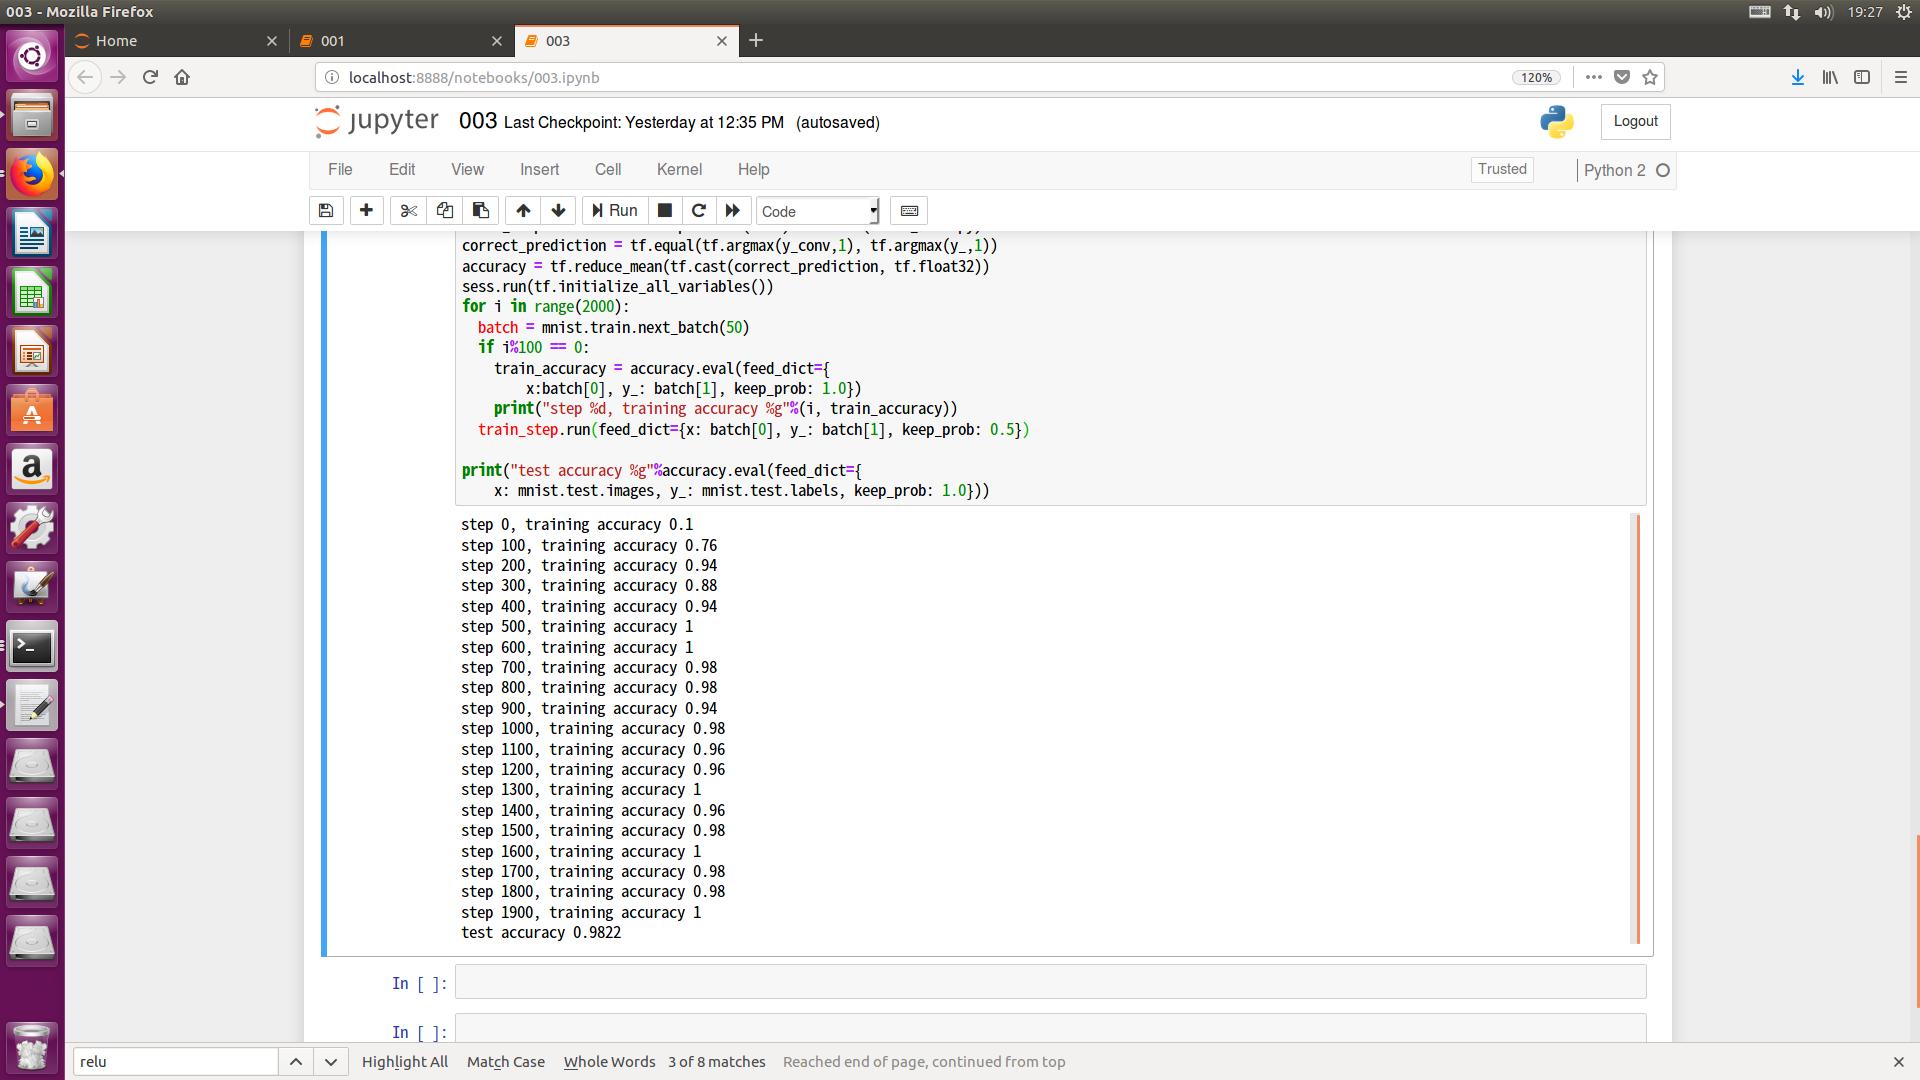 003 - Mozilla Firefox
19:27
Home
001
003
localhost:8888/notebooks/003.ipynb
120%
jupyter 003 Last Checkpoint: Yesterday at 12:35 PM (autosaved)
Logout
File Edit View Insert Cell Kernel Help
Trusted
Python 2
Run
Code
correct_prediction = tf.equal(tf.argmax(y_conv,1), tf.argmax(y_,1))
accuracy = tf.reduce_mean(tf.cast(correct_prediction, tf.float32))
sess.run(tf.initialize_all_variables())
for i in range(2000):
  batch = mnist.train.next_batch(50)
  if i%100 == 0:
    train_accuracy = accuracy.eval(feed_dict={
        x:batch[0], y_: batch[1], keep_prob: 1.0})
    print("step %d, training accuracy %g"%(i, train_accuracy))
  train_step.run(feed_dict={x: batch[0], y_: batch[1], keep_prob: 0.5})
print("test accuracy %g"%accuracy.eval(feed_dict={
    x: mnist.test.images, y_: mnist.test.labels, keep_prob: 1.0}))
step 0, training accuracy 0.1
step 100, training accuracy 0.76
step 200, training accuracy 0.94
step 300, training accuracy 0.88
step 400, training accuracy 0.94
step 500, training accuracy 1
step 600, training accuracy 1
step 700, training accuracy 0.98
step 800, training accuracy 0.98
step 900, training accuracy 0.94
step 1000, training accuracy 0.98
step 1100, training accuracy 0.96
step 1200, training accuracy 0.96
step 1300, training accuracy 1
step 1400, training accuracy 0.96
step 1500, training accuracy 0.98
step 1600, training accuracy 1
step 1700, training accuracy 0.98
step 1800, training accuracy 0.98
step 1900, training accuracy 1
test accuracy 0.9822
In [ ]:
In [ ]:
relu
Highlight All
Match Case
Whole Words
3 of 8 matches
Reached end of page, continued from top